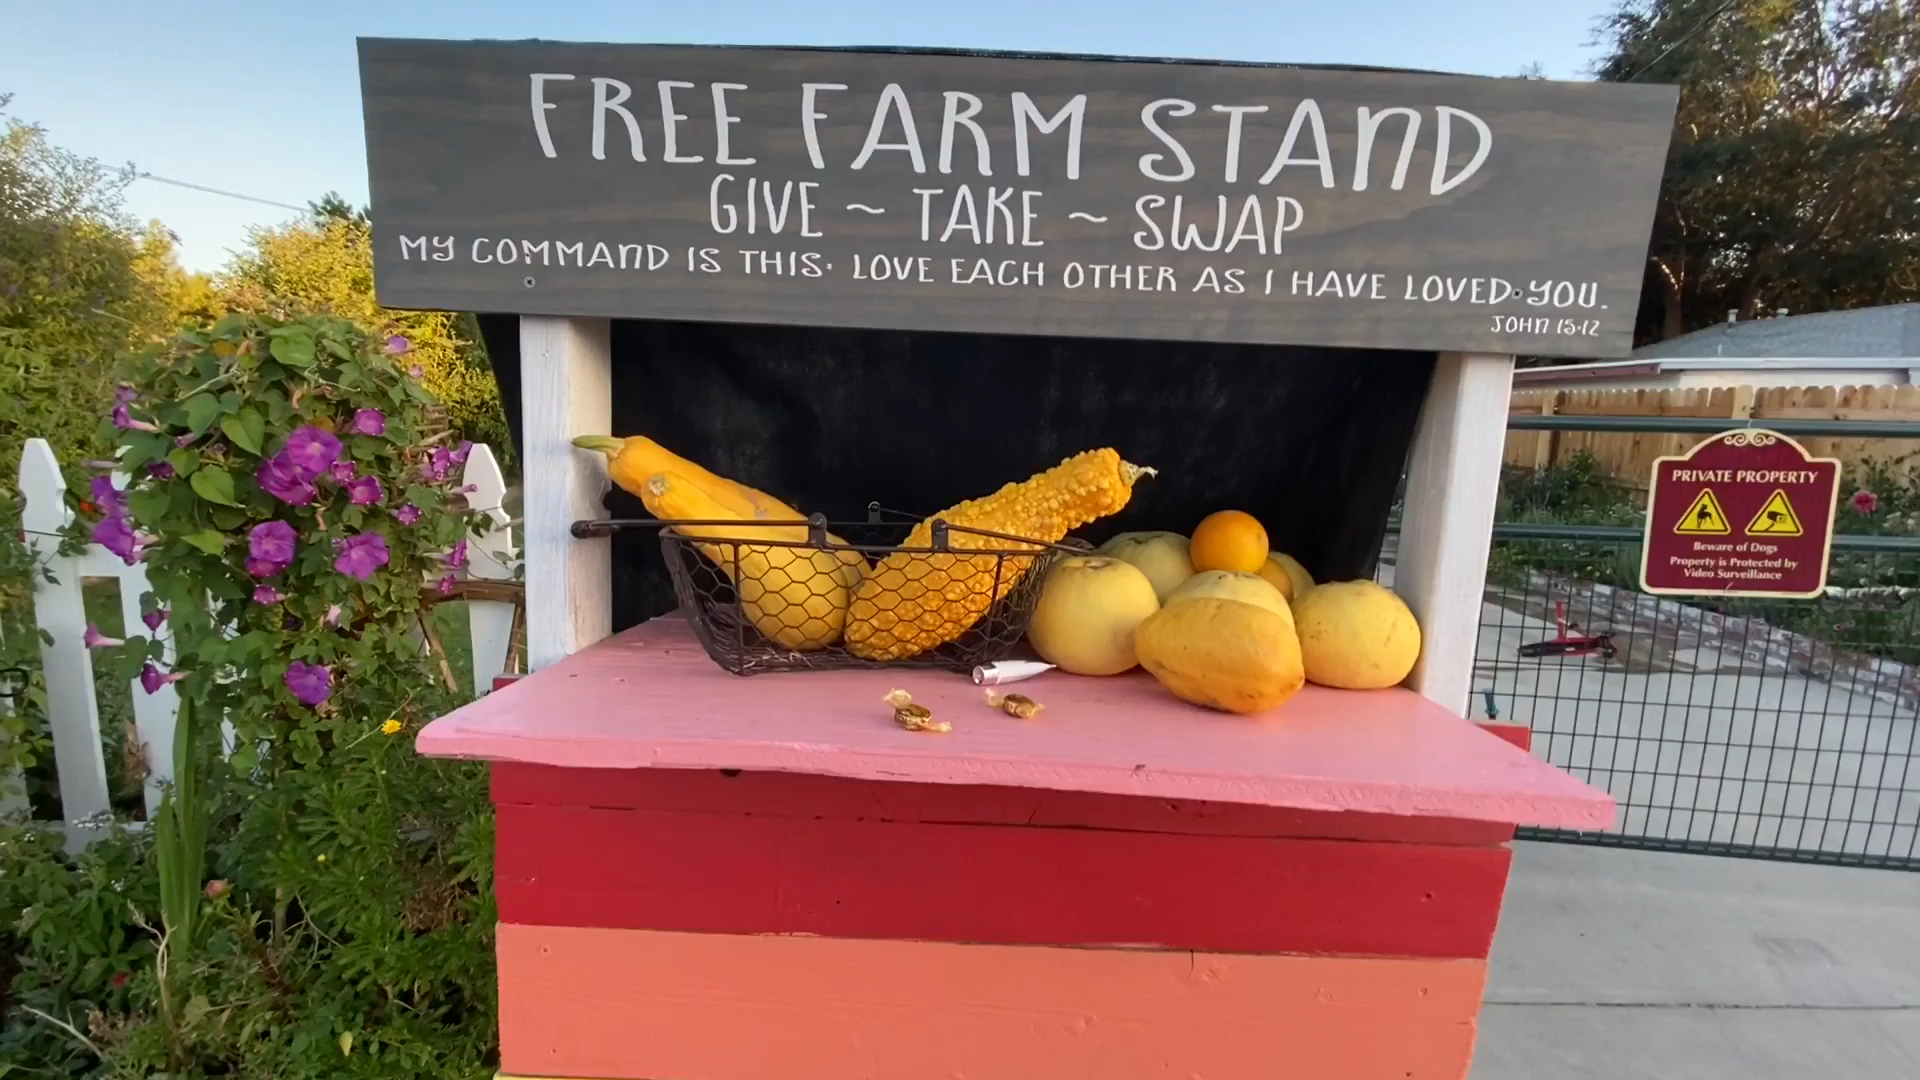 FREE FARM STAND
GIVE ~ TAKE ~ SWAP
MY COMMAND IS THIS: LOVE EACH OTHER AS I HAVE LOVED YOU.
JOHN 15:12
PRIVATE PROPERTY
Beware of Dogs
Property is Protected by
Video Surveillance